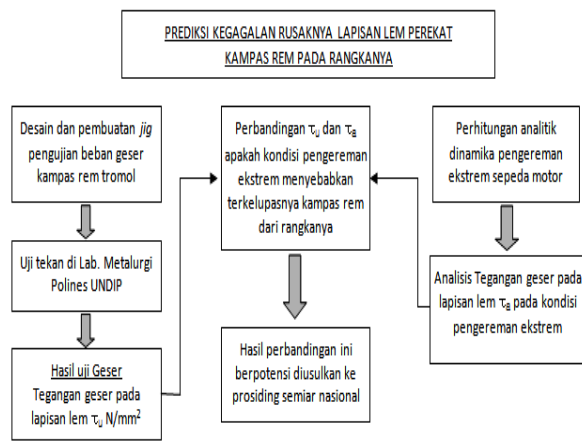 PREDIKSI KEGAGALAN RUSAKNYA LAPISAN LEM PEREKAT
KAMPAS REM PADA RANGKANYA
Desain dan pembuatan jig
pengujian beban geser
kampas rem tromol
Uji tekan di Lab. Metalurgi
Polines UNDIP
Hasil uji Geser
Tegangan geser pada
lapisan lem τᵤ N/mm²
Perbandingan τᵤ dan τₐ
apakah kondisi pengereman
ekstrem menyebabkan
terkelupasnya kampas rem
dari rangkanya
Hasil perbandingan ini
berpotensi diusulkan ke
prosiding semiar nasional
Perhitungan analitik
dinamika pengereman
ekstrem sepeda motor
Analisis Tegangan geser pada
lapisan lem τₐ pada kondisi
pengereman ekstrem